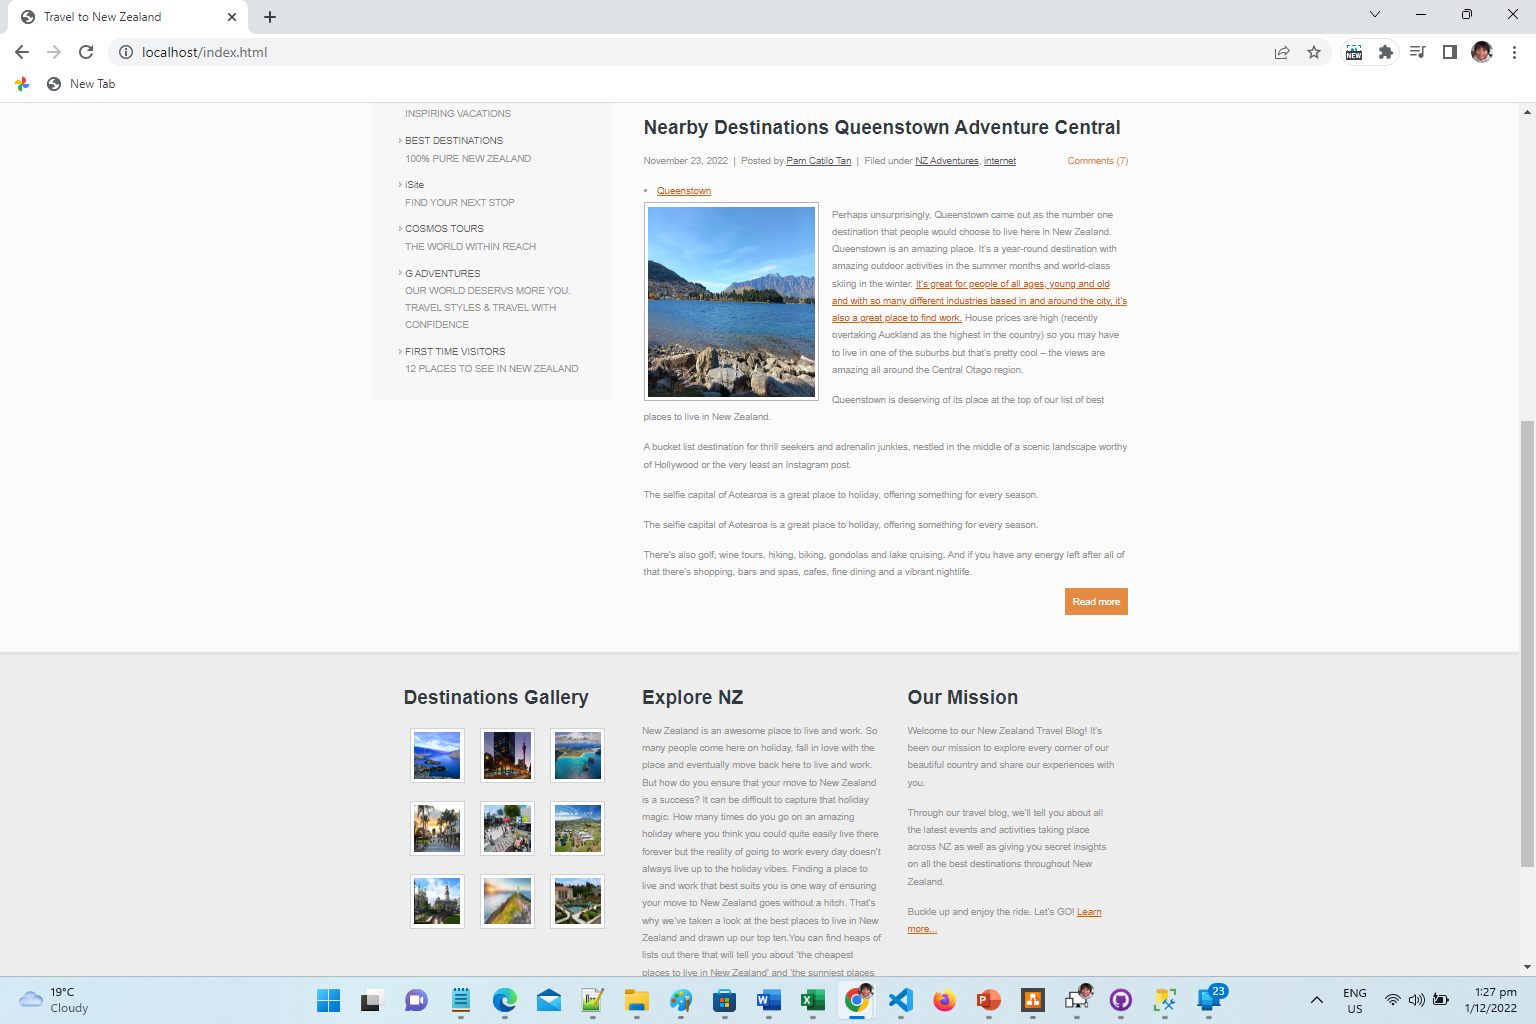 Travel to New Zealand
localhost/index.html
NEW
New Tab
INSPIRING VACATIONS
BEST DESTINATIONS
100% PURE NEW ZEALAND
iSite
FIND YOUR NEXT STOP
COSMOS TOURS
THE WORLD WITHIN REACH
G ADVENTURES
OUR WORLD DESERVS MORE YOU.
TRAVEL STYLES & TRAVEL WITH
CONFIDENCE
FIRST TIME VISITORS
12 PLACES TO SEE IN NEW ZEALAND
Nearby Destinations Queenstown Adventure Central
November 23, 2022 | Posted by Pam Catilo Tan | Filed under NZ Adventures, internet Comments (7)
• Queenstown
Perhaps unsurprisingly, Queenstown came out as the number one
destination that people would choose to live here in New Zealand.
Queenstown is an amazing place. It's a year-round destination with
amazing outdoor activities in the summer months and world-class
skiing in the winter. It's great for people of all ages, young and old
and with so many different industries based in and around the city, it's
also a great place to find work. House prices are high (recently
overtaking Auckland as the highest in the country) so you may have
to live in one of the suburbs but that's pretty cool – the views are
amazing all around the Central Otago region.
Queenstown is deserving of its place at the top of our list of best
places to live in New Zealand.
A bucket list destination for thrill seekers and adrenalin junkies, nestled in the middle of a scenic landscape worthy
of Hollywood or the very least an Instagram post.
The selfie capital of Aotearoa is a great place to holiday, offering something for every season.
The selfie capital of Aotearoa is a great place to holiday, offering something for every season.
There's also golf, wine tours, hiking, biking, gondolas and lake cruising. And if you have any energy left after all of
that there's shopping, bars and spas, cafes, fine dining and a vibrant nightlife.
Read more
Destinations Gallery
Explore NZ
New Zealand is an awesome place to live and work. So
many people come here on holiday, fall in love with the
place and eventually move back here to live and work.
But how do you ensure that your move to New Zealand
is a success? It can be difficult to capture that holiday
magic. How many times do you go on an amazing
holiday where you think you could quite easily live there
forever but the reality of going to work every day doesn't
always live up to the holiday vibes. Finding a place to
live and work that best suits you is one way of ensuring
your move to New Zealand goes without a hitch. That's
why we've taken a look at the best places to live in New
Zealand and drawn up our top ten.You can find heaps of
lists out there that will tell you about 'the cheapest
places to live in New Zealand' and 'the sunniest places
Our Mission
Welcome to our New Zealand Travel Blog! It's
been our mission to explore every corner of our
beautiful country and share our experiences with
you.
Through our travel blog, we'll tell you about all
the latest events and activities taking place
across NZ as well as giving you secret insights
on all the best destinations throughout New
Zealand.
Buckle up and enjoy the ride. Let's GO! Learn
more...
19°C
Cloudy
23
ENG
US
1:27 pm
1/12/2022